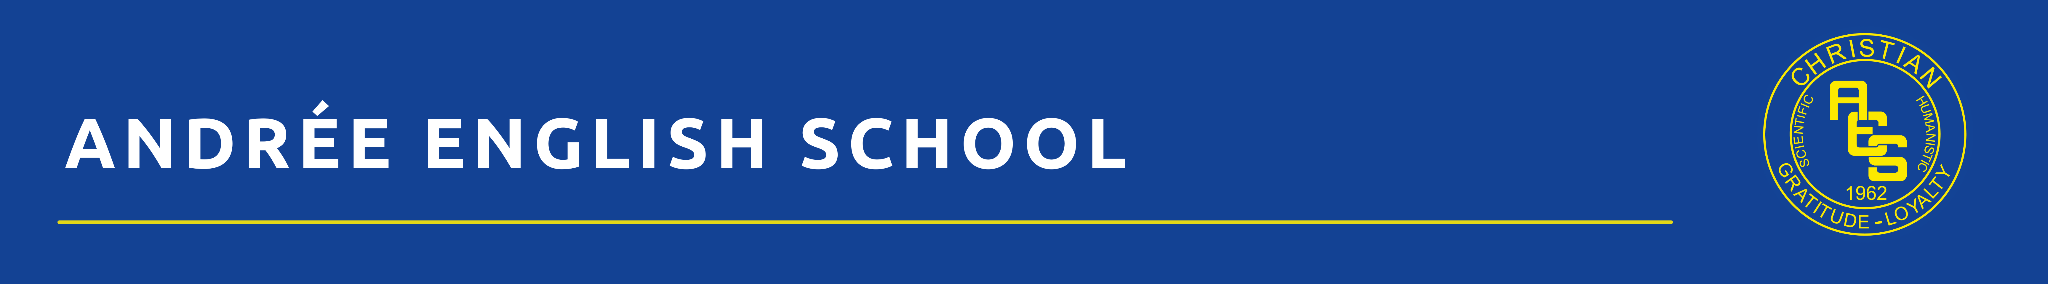 ANDRÉE ENGLISH SCHOOL
CHRISTIAN
SCIENTIFIC
HUMANISTIC
AES
1962
GRATITUDE - LOYALTY